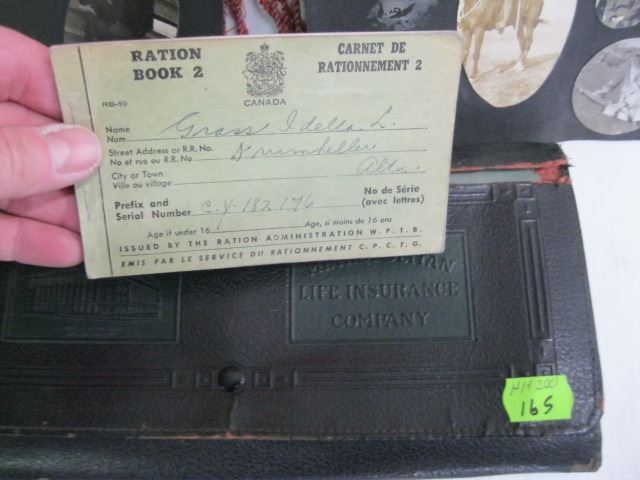 RATION
BOOK 2
CANADA
CARNET DE
RATIONNEMENT 2
RB-50
Name
Nom
Grass Idella L.
Street Address or R.R. No.
No et rue ou R.R. No
Drumheller
City or Town
Ville ou village
Alta.
Prefix and
Serial Number
C.Y. 182 176
No de Série
(avec lettres)
Age if under 16
Age, si moins de 16 ans
ISSUED BY THE RATION ADMINISTRATION W.P.T.B.
EMIS PAR LE SERVICE DU RATIONNEMENT C.P.C.T.G.
LIFE INSURANCE
COMPANY
165